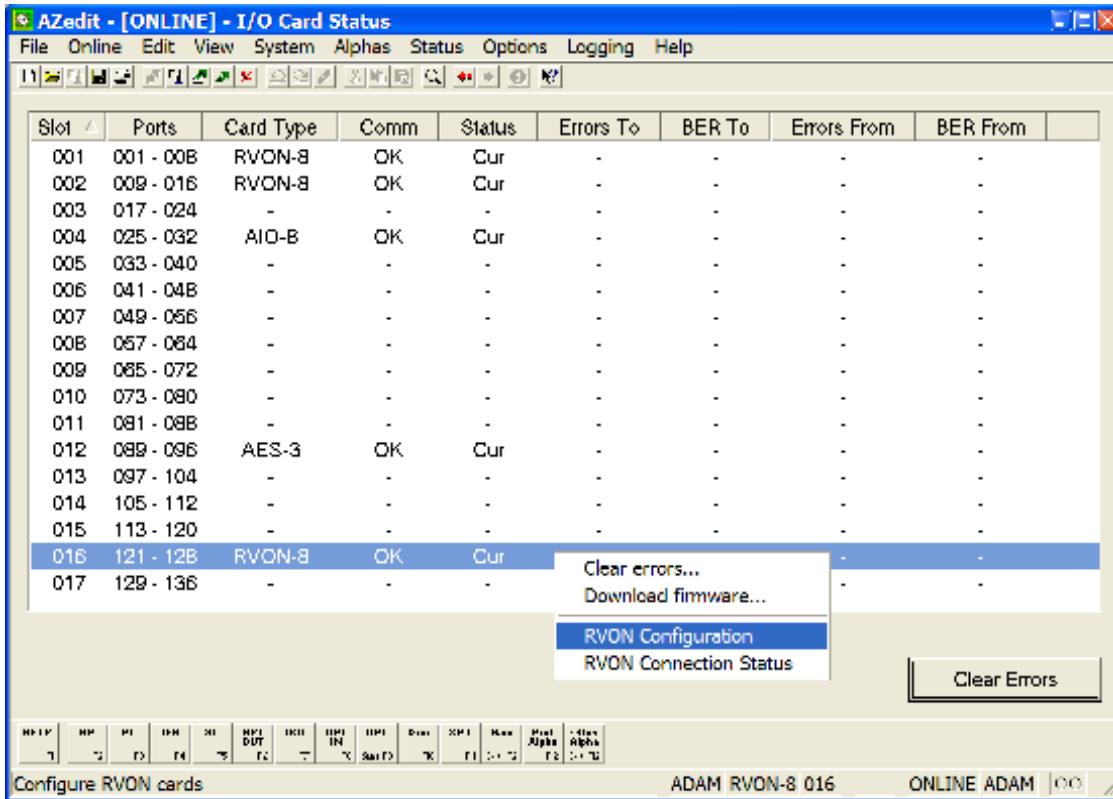 AZedit - [ONLINE] - I/O Card Status
File Online Edit View System Alphas Status Options Logging Help
Slot Ports Card Type Comm Status Errors To BER To Errors From BER From
001 001 - 008 RVON-8 OK Cur - - - -
002 009 - 016 RVON-8 OK Cur - - - -
003 017 - 024 - - - - - - -
004 025 - 032 AIO-8 OK Cur - - - -
005 033 - 040 - - - - - - -
006 041 - 048 - - - - - - -
007 049 - 056 - - - - - - -
008 057 - 064 - - - - - - -
009 065 - 072 - - - - - - -
010 073 - 080 - - - - - - -
011 081 - 088 - - - - - - -
012 089 - 096 AES-3 OK Cur - - - -
013 097 - 104 - - - - - - -
014 105 - 112 - - - - - - -
015 113 - 120 - - - - - - -
016 121 - 128 RVON-8 OK Cur - -
017 129 - 136 - - - - -
Clear errors...
Download firmware...
RVON Configuration
RVON Connection Status
Clear Errors
Configure RVON cards ADAM RVON-8 016 ONLINE ADAM